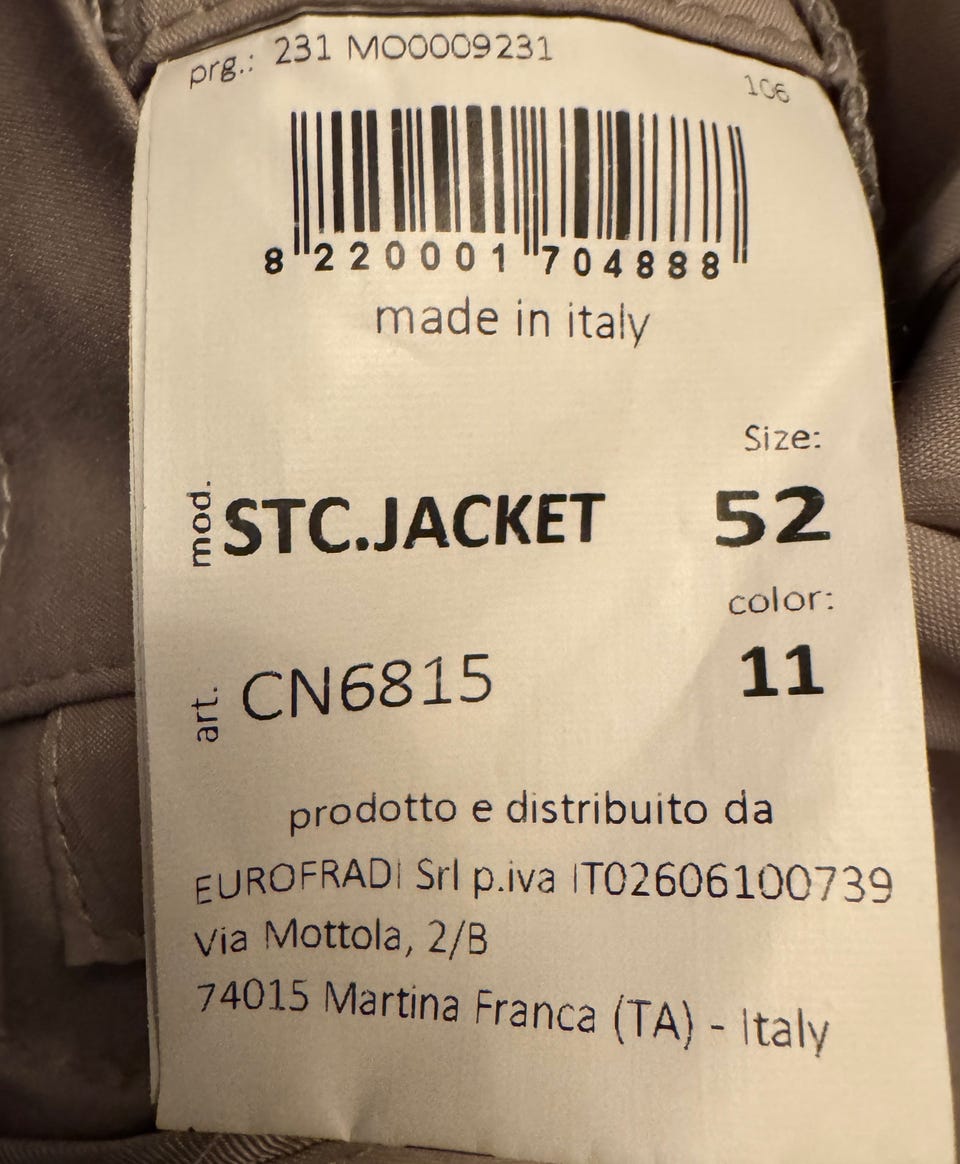 prg.: 231 MO0009231
106
8 220001 704888
made in italy
Size:
mod. STC.JACKET 52
color:
art. CN6815 11
prodotto e distribuito da
EUROFRADI Srl p.iva IT02606100739
Via Mottola, 2/B
74015 Martina Franca (TA) - Italy